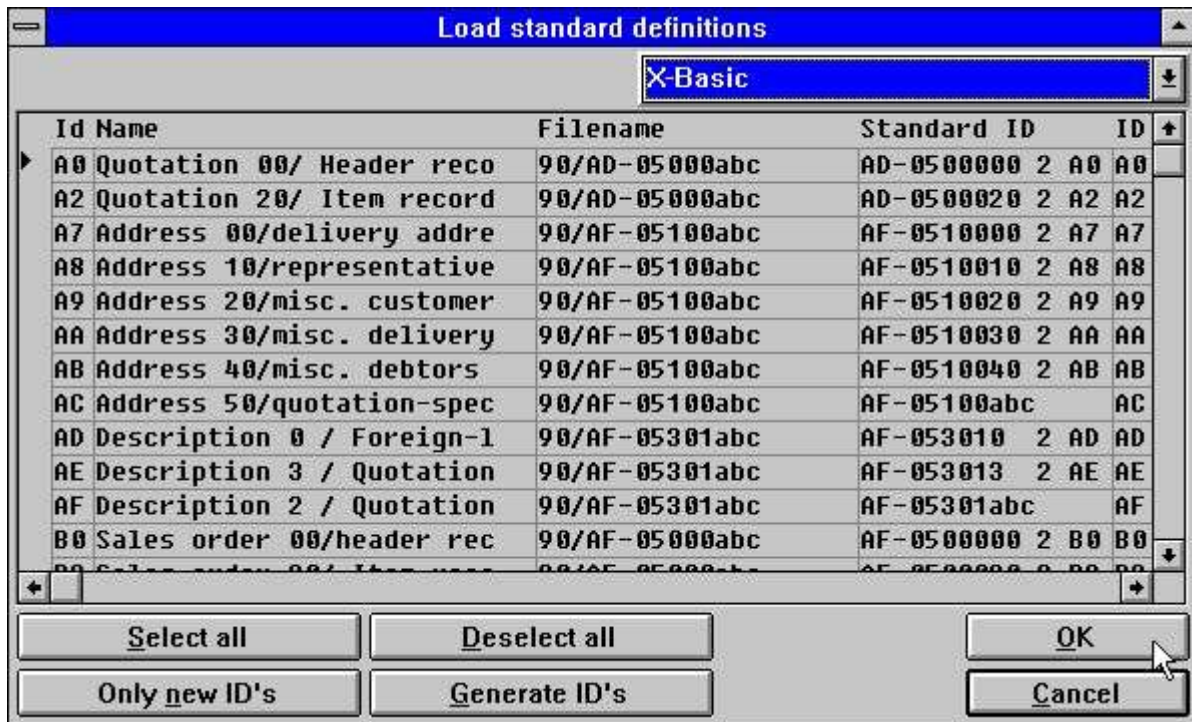 Load standard definitions
X-Basic
Id Name Filename Standard ID ID
A0 Quotation 00/ Header reco 90/AD-05000abc AD-0500000 2 A0 A0
A2 Quotation 20/ Item record 90/AD-05000abc AD-0500020 2 A2 A2
A7 Address 00/delivery addre 90/AF-05100abc AF-0510000 2 A7 A7
A8 Address 10/representative 90/AF-05100abc AF-0510010 2 A8 A8
A9 Address 20/misc. customer 90/AF-05100abc AF-0510020 2 A9 A9
AA Address 30/misc. delivery 90/AF-05100abc AF-0510030 2 AA AA
AB Address 40/misc. debtors 90/AF-05100abc AF-0510040 2 AB AB
AC Address 50/quotation-spec 90/AF-05100abc AF-05100abc AC
AD Description 0 / Foreign-l 90/AF-05301abc AF-053010 2 AD AD
AE Description 3 / Quotation 90/AF-05301abc AF-053013 2 AE AE
AF Description 2 / Quotation 90/AF-05301abc AF-05301abc AF
B0 Sales order 00/header rec 90/AF-05000abc AF-0500000 2 B0 B0
Select all Deselect all OK
Only new ID's Generate ID's Cancel